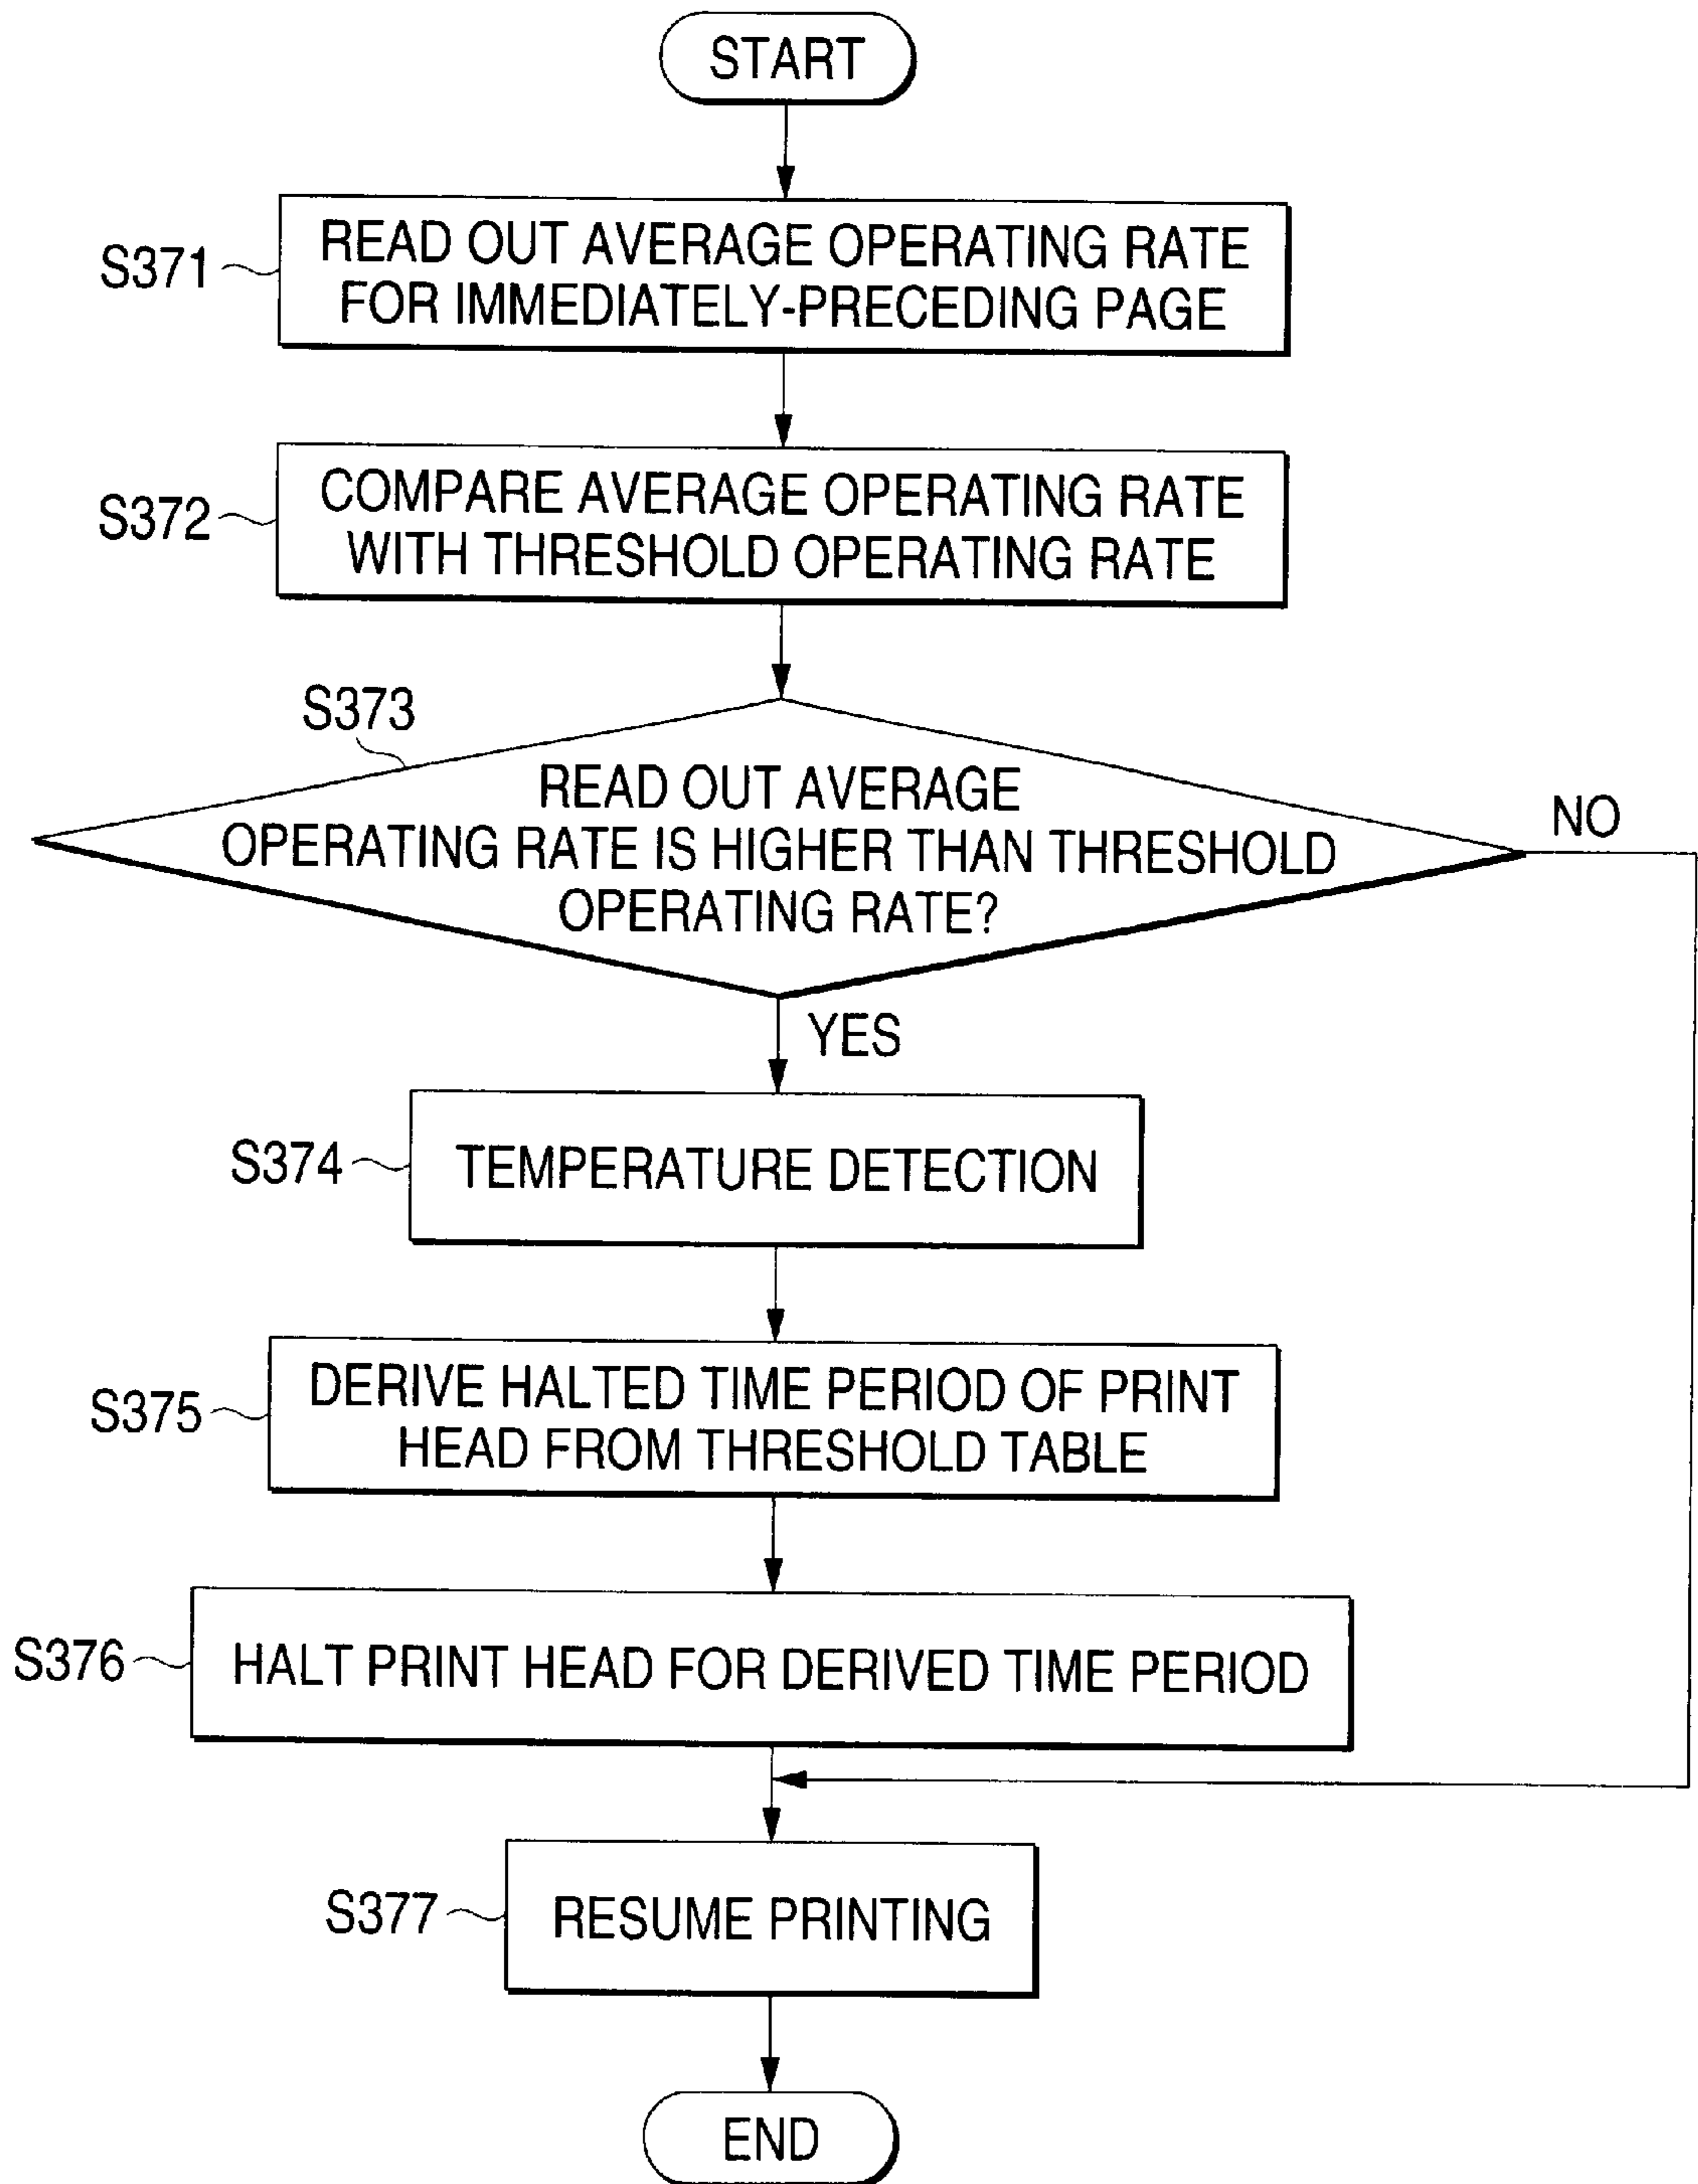 START
S371
READ OUT AVERAGE OPERATING RATE
FOR IMMEDIATELY-PRECEDING PAGE
S372
COMPARE AVERAGE OPERATING RATE
WITH THRESHOLD OPERATING RATE
S373
READ OUT AVERAGE
OPERATING RATE IS HIGHER THAN THRESHOLD
OPERATING RATE?
NO
YES
S374
TEMPERATURE DETECTION
S375
DERIVE HALTED TIME PERIOD OF PRINT
HEAD FROM THRESHOLD TABLE
S376
HALT PRINT HEAD FOR DERIVED TIME PERIOD
S377
RESUME PRINTING
END